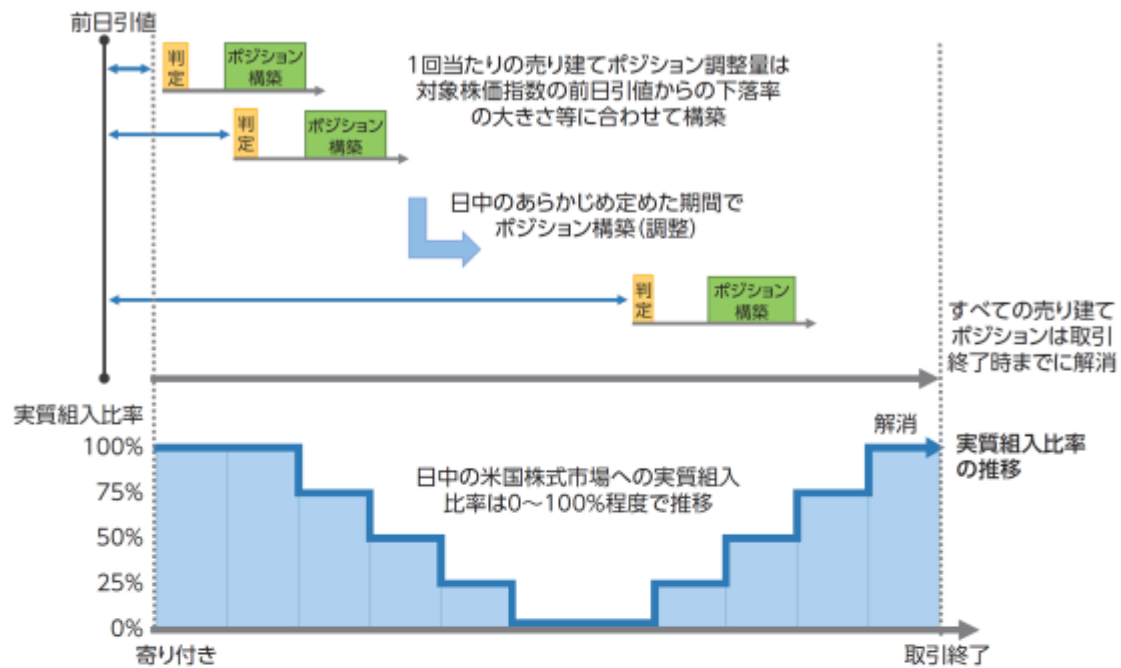 前日引値
判定
ポジション
構築
1回当たりの売り建てポジション調整量は
対象株価指数の前日引値からの下落率
の大きさ等に合わせて構築
判定
ポジション
構築
日中のあらかじめ定めた期間で
ポジション構築(調整)
判定
ポジション
構築
すべての売り建て
ポジションは取引
終了時までに解消
実質組入比率
100%
75%
50%
25%
0%
日中の米国株式市場への実質組入
比率は0～100%程度で推移
解消
実質組入比率
の推移
寄り付き
取引終了